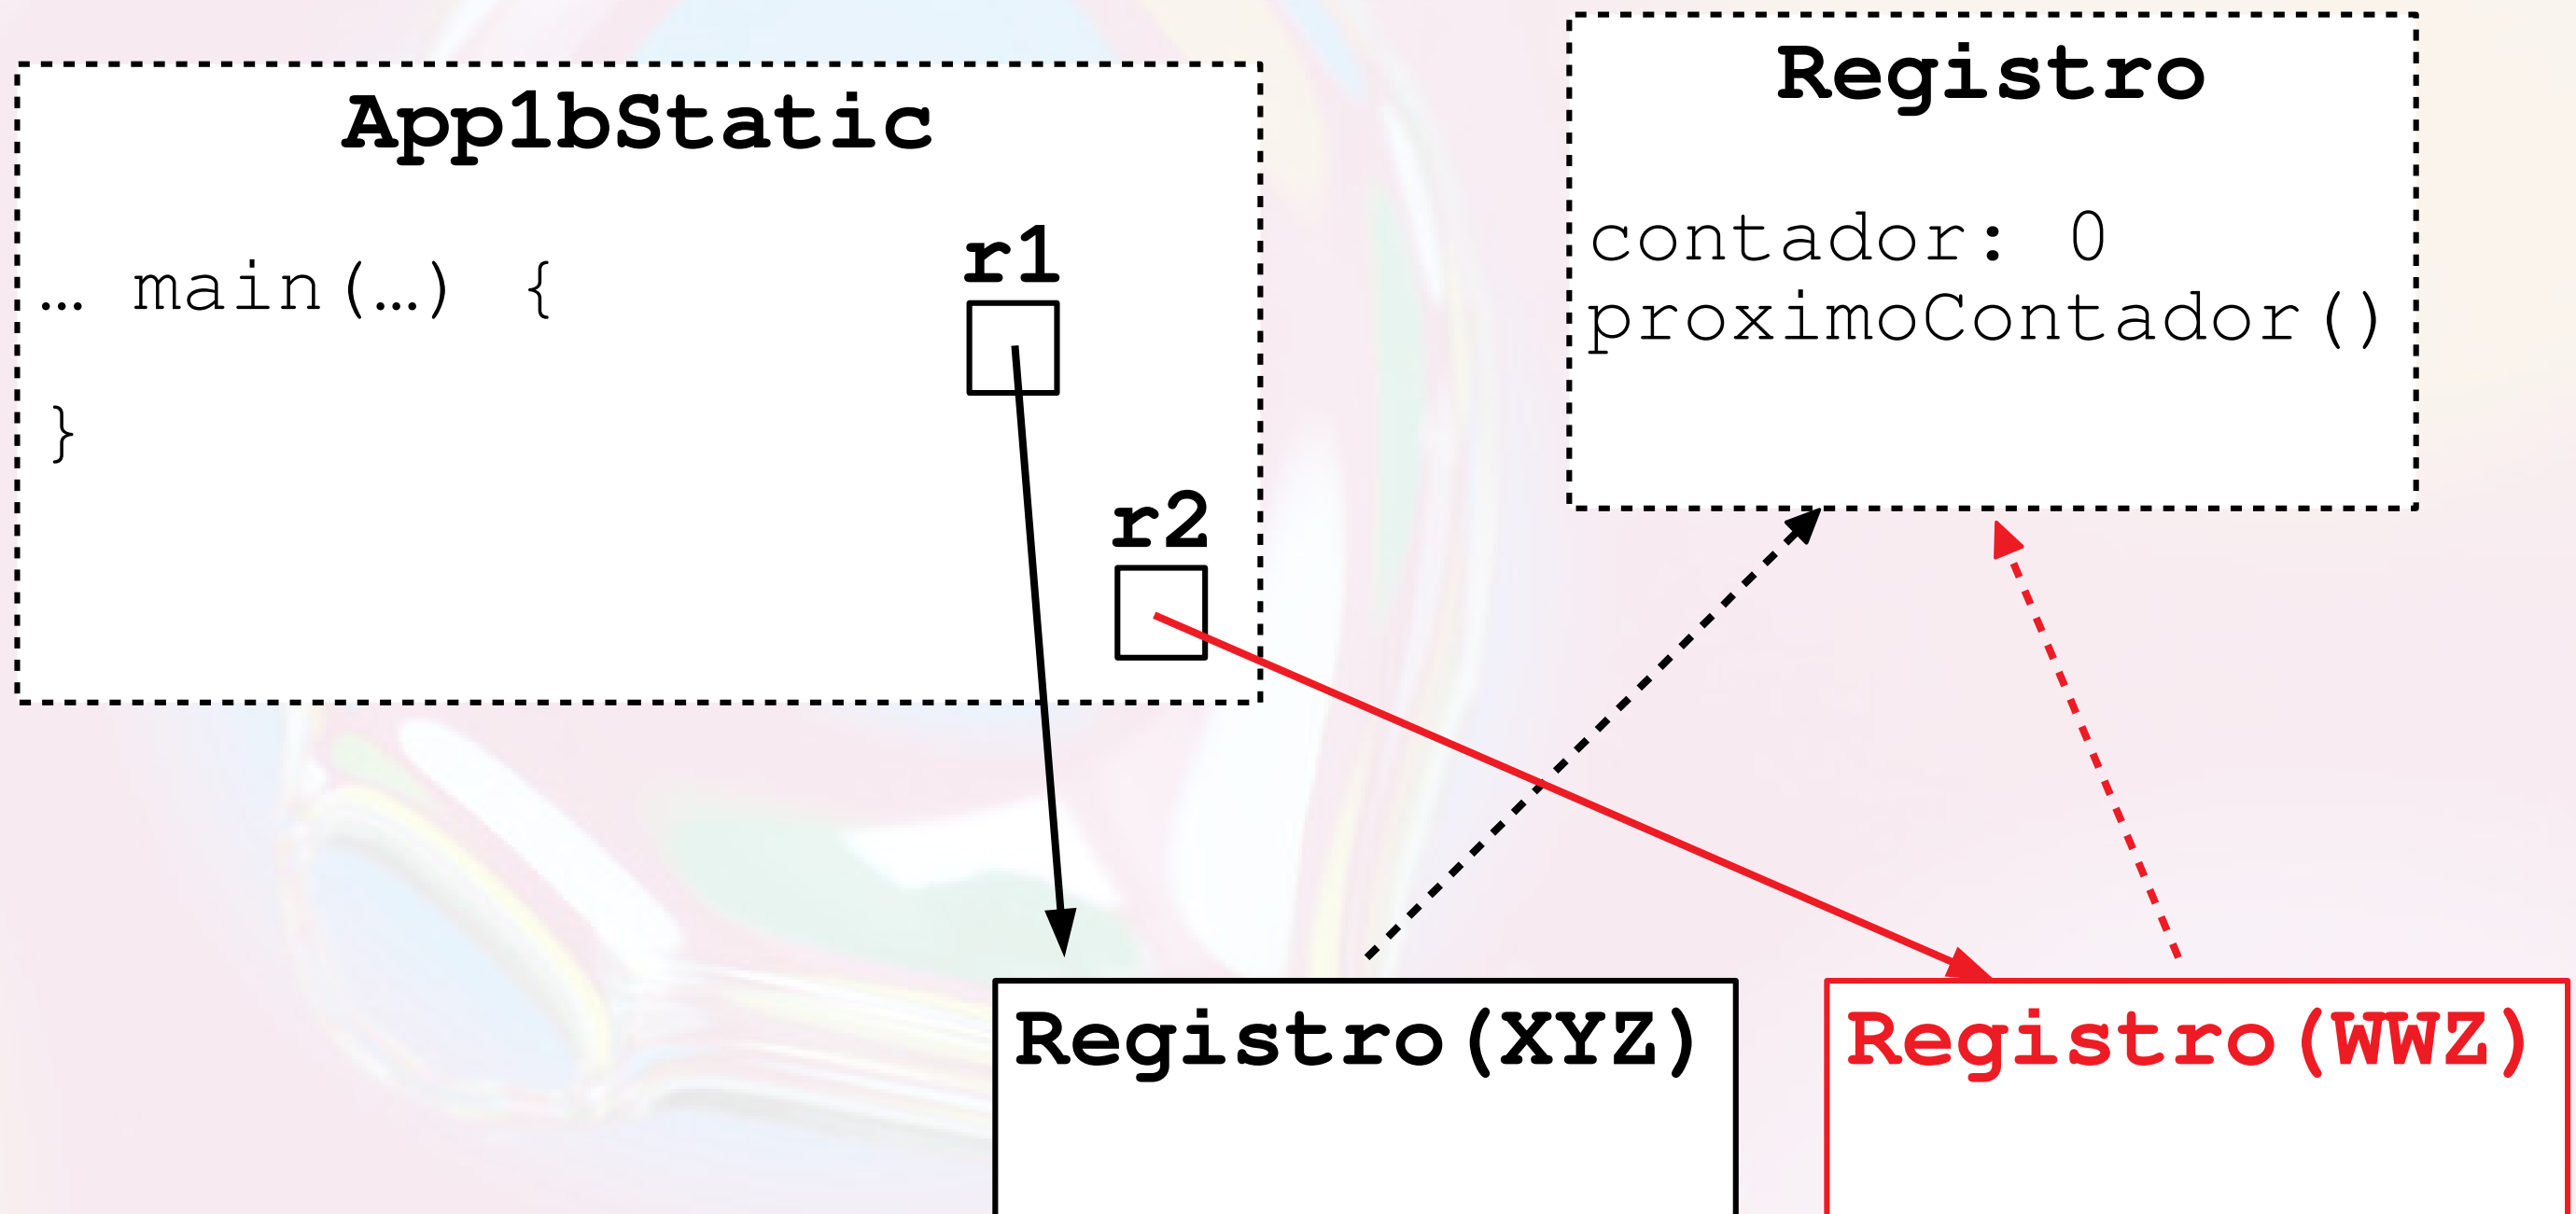 App1bStatic
… main(…) {
}
r1
r2
Registro
contador: 0
proximoContador()
Registro(XYZ)
Registro(WWZ)